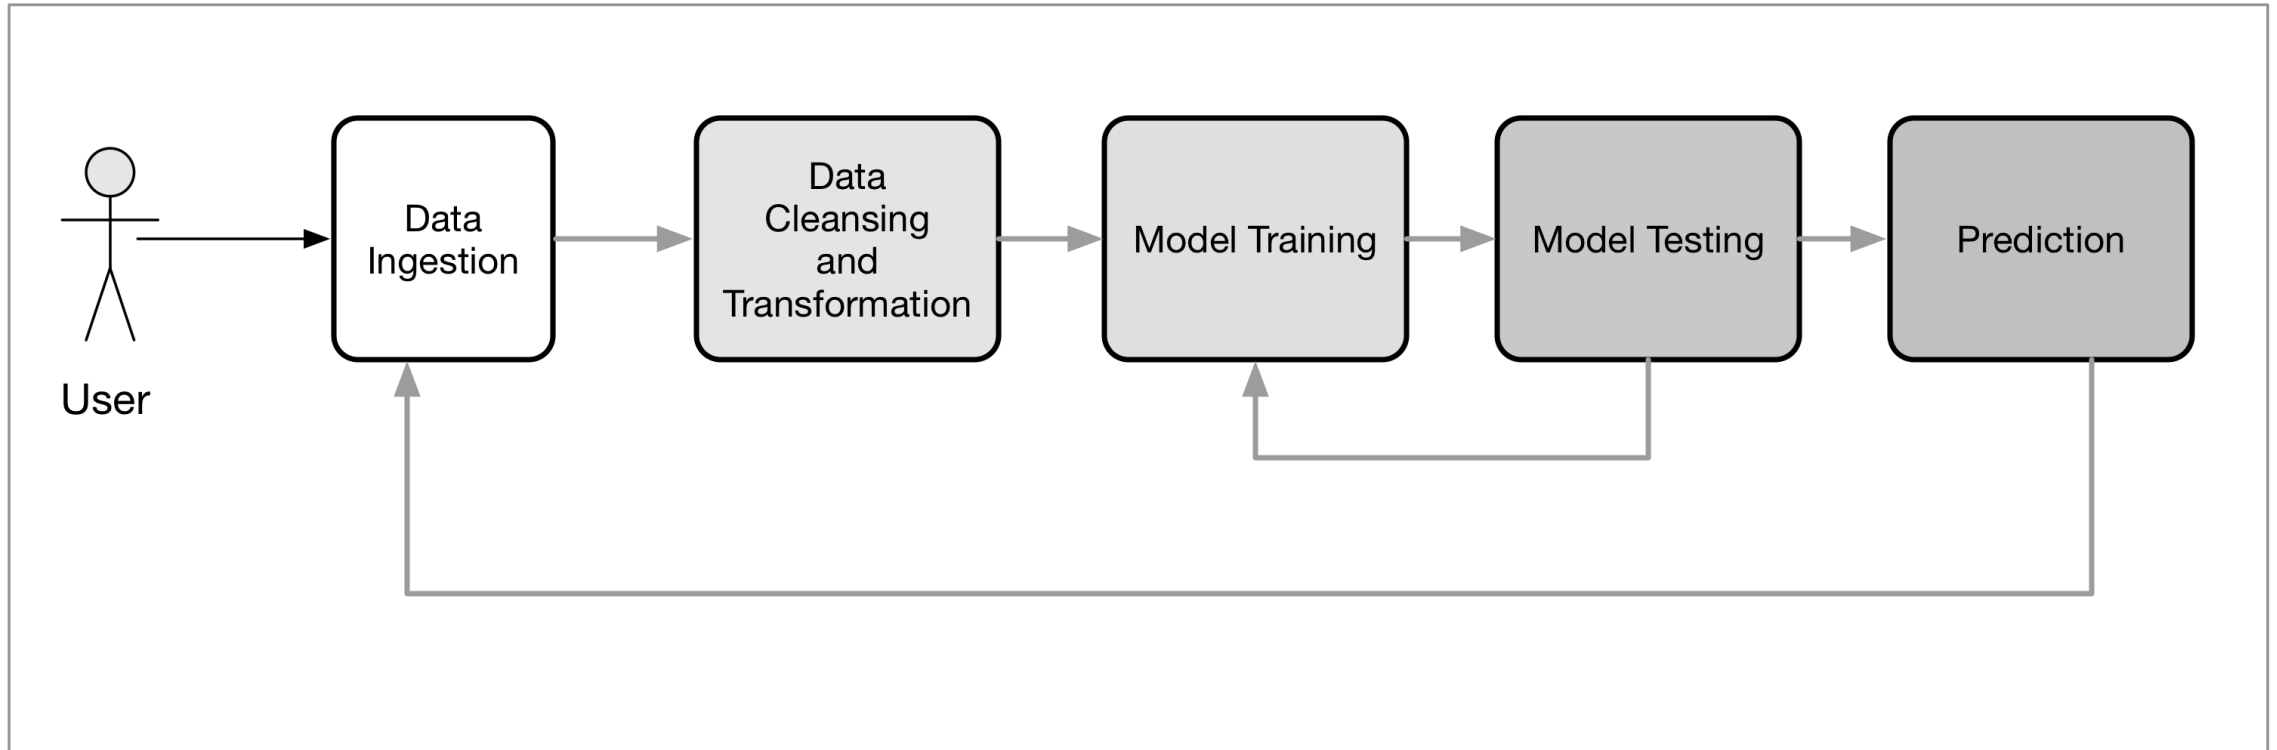 User
Data
Ingestion
Data
Cleansing
and
Transformation
Model Training
Model Testing
Prediction